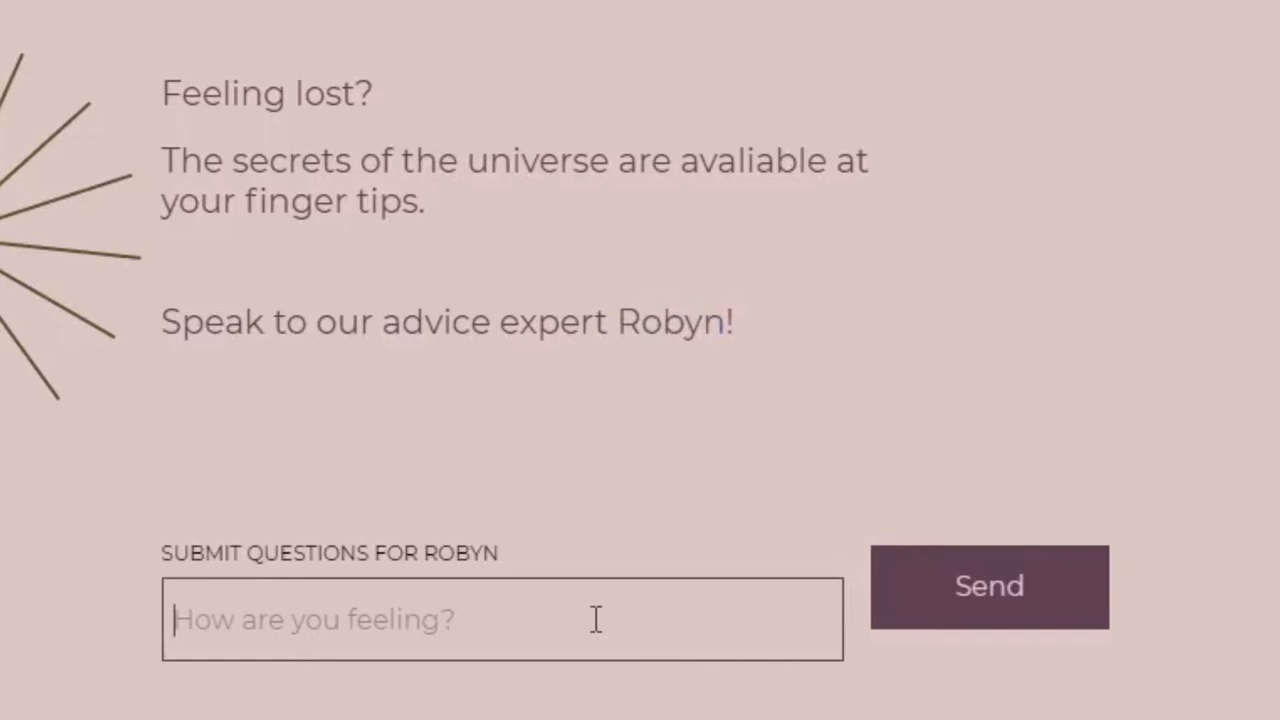 Feeling lost?
The secrets of the universe are avaliable at
your finger tips.
Speak to our advice expert Robyn!
SUBMIT QUESTIONS FOR ROBYN
How are you feeling?
Send